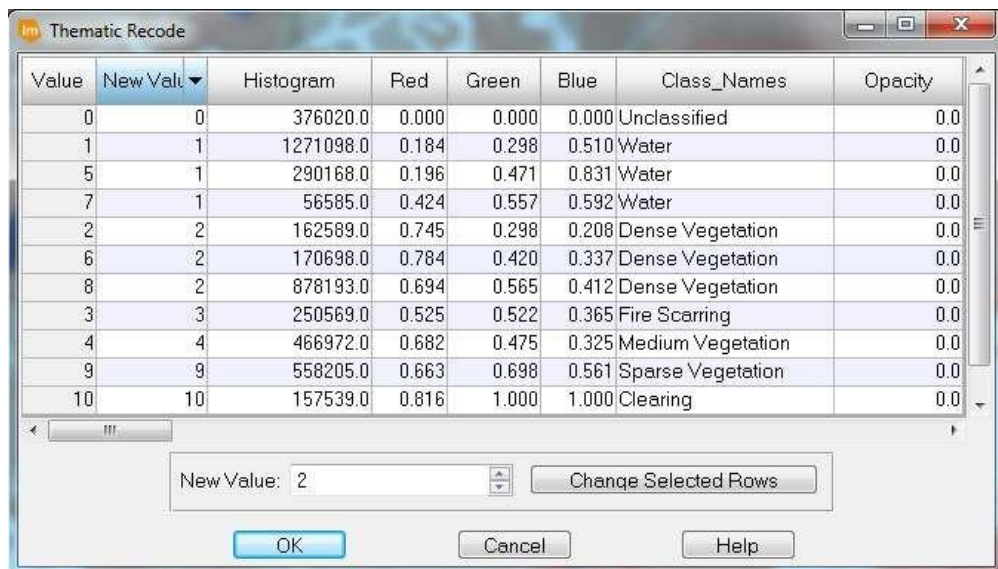 Im Thematic Recode
Value New Valu Histogram Red Green Blue Class_Names Opacity
0 0 376020.0 0.000 0.000 0.000 Unclassified 0.0
1 1 1271098.0 0.184 0.298 0.510 Water 0.0
5 1 290168.0 0.196 0.471 0.831 Water 0.0
7 1 56585.0 0.424 0.557 0.592 Water 0.0
2 2 162589.0 0.745 0.298 0.208 Dense Vegetation 0.0
6 2 170698.0 0.784 0.420 0.337 Dense Vegetation 0.0
8 2 878193.0 0.694 0.565 0.412 Dense Vegetation 0.0
3 3 250569.0 0.525 0.522 0.365 Fire Scarring 0.0
4 4 466972.0 0.682 0.475 0.325 Medium Vegetation 0.0
9 9 558205.0 0.663 0.698 0.561 Sparse Vegetation 0.0
10 10 157539.0 0.816 1.000 1.000 Clearing 0.0
New Value: 2 Change Selected Rows
OK Cancel Help